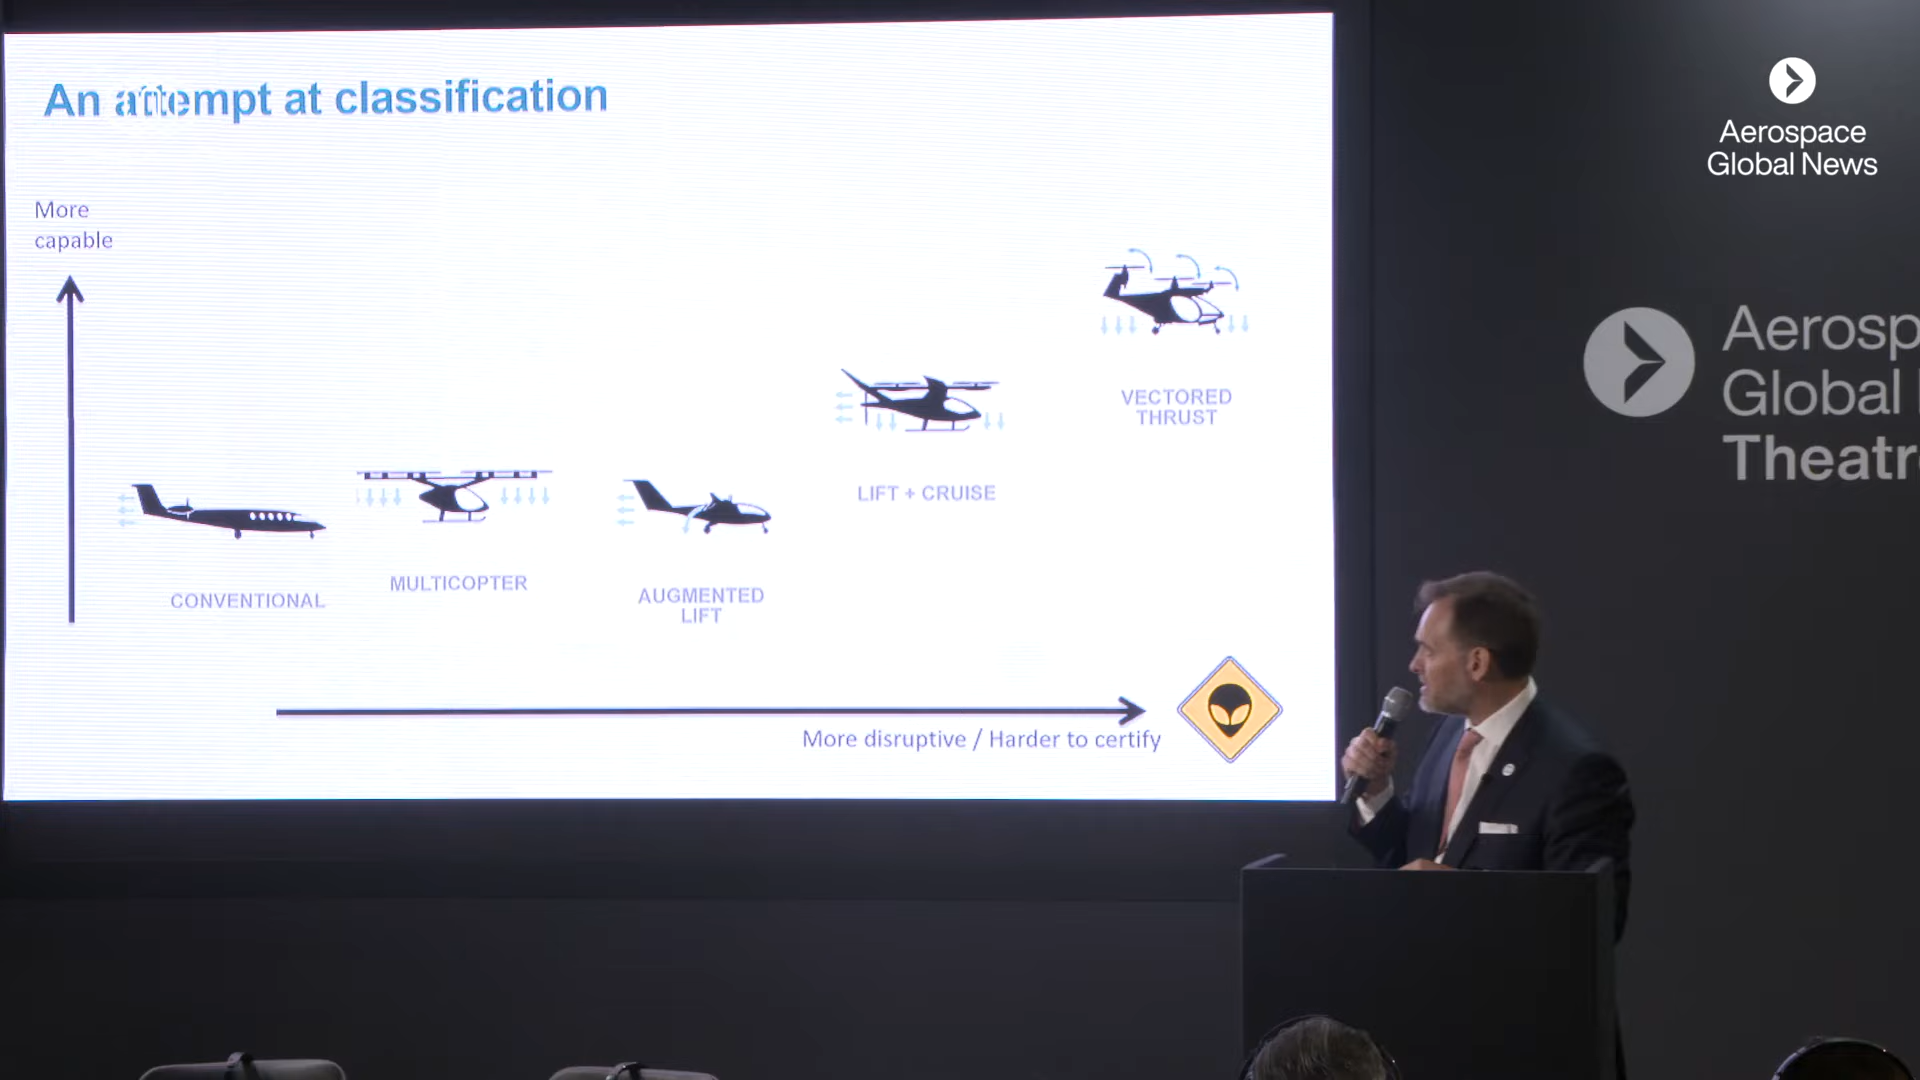 An attempt at classification
More
capable
CONVENTIONAL
MULTICOPTER
AUGMENTED
LIFT
LIFT + CRUISE
VECTORED
THRUST
More disruptive / Harder to certify
Aerospace
Global News
Aerosp
Global
Theatr